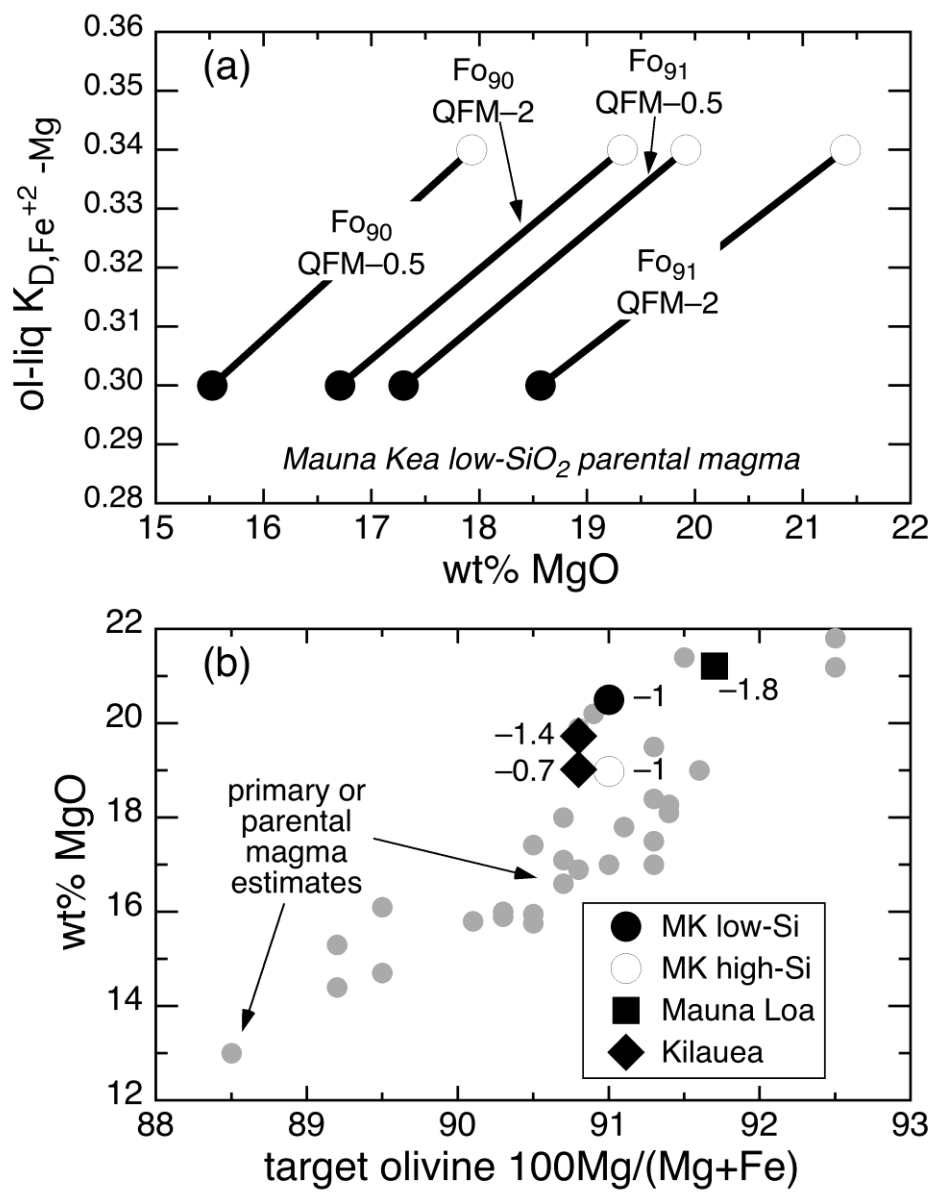 (a)
0.36
0.35
0.34
0.33
0.32
0.31
0.30
0.29
0.28
ol-liq K_D,Fe+2 -Mg
Fo90
QFM–2
Fo91
QFM–0.5
Fo90
QFM–0.5
Fo91
QFM–2
Mauna Kea low-SiO2 parental magma
15 16 17 18 19 20 21 22
wt% MgO
(b)
22
20
18
16
14
12
wt% MgO
–1
–1.8
–1.4
–0.7
–1
primary or
parental
magma
estimates
MK low-Si
MK high-Si
Mauna Loa
Kilauea
88 89 90 91 92 93
target olivine 100Mg/(Mg+Fe)